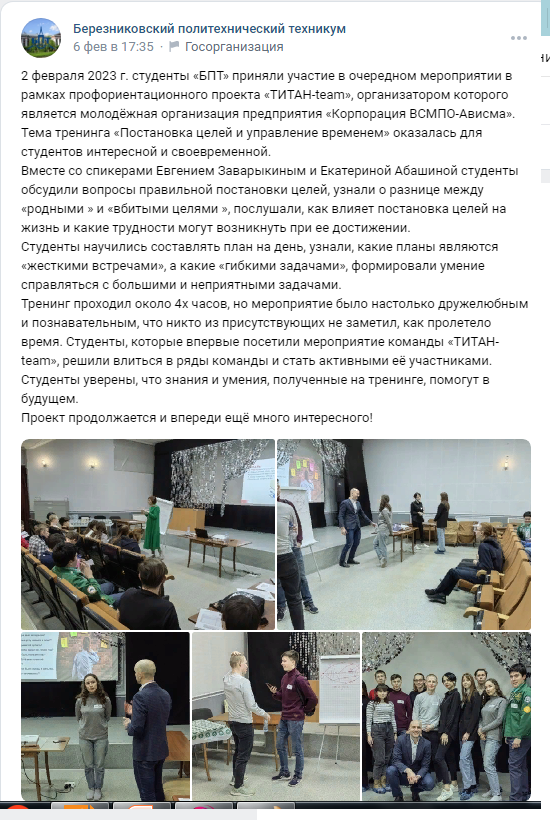 Березниковский политехнический техникум
6 фев в 17:35 · Госорганизация
2 февраля 2023 г. студенты «БПТ» приняли участие в очередном мероприятии в
рамках профориентационного проекта «ТИТАН-team», организатором которого
является молодёжная организация предприятия «Корпорация ВСМПО-Ависма».
Тема тренинга «Постановка целей и управление временем» оказалась для
студентов интересной и своевременной.
Вместе со спикерами Евгением Заварыкиным и Екатериной Абашиной студенты
обсудили вопросы правильной постановки целей, узнали о разнице между
«родными » и «вбитыми целями », послушали, как влияет постановка целей на
жизнь и какие трудности могут возникнуть при ее достижении.
Студенты научились составлять план на день, узнали, какие планы являются
«жесткими встречами», а какие «гибкими задачами», формировали умение
справляться с большими и неприятными задачами.
Тренинг проходил около 4х часов, но мероприятие было настолько дружелюбным
и познавательным, что никто из присутствующих не заметил, как пролетело
время. Студенты, которые впервые посетили мероприятие команды «ТИТАН-
team», решили влиться в ряды команды и стать активными её участниками.
Студенты уверены, что знания и умения, полученные на тренинге, помогут в
будущем.
Проект продолжается и впереди ещё много интересного!